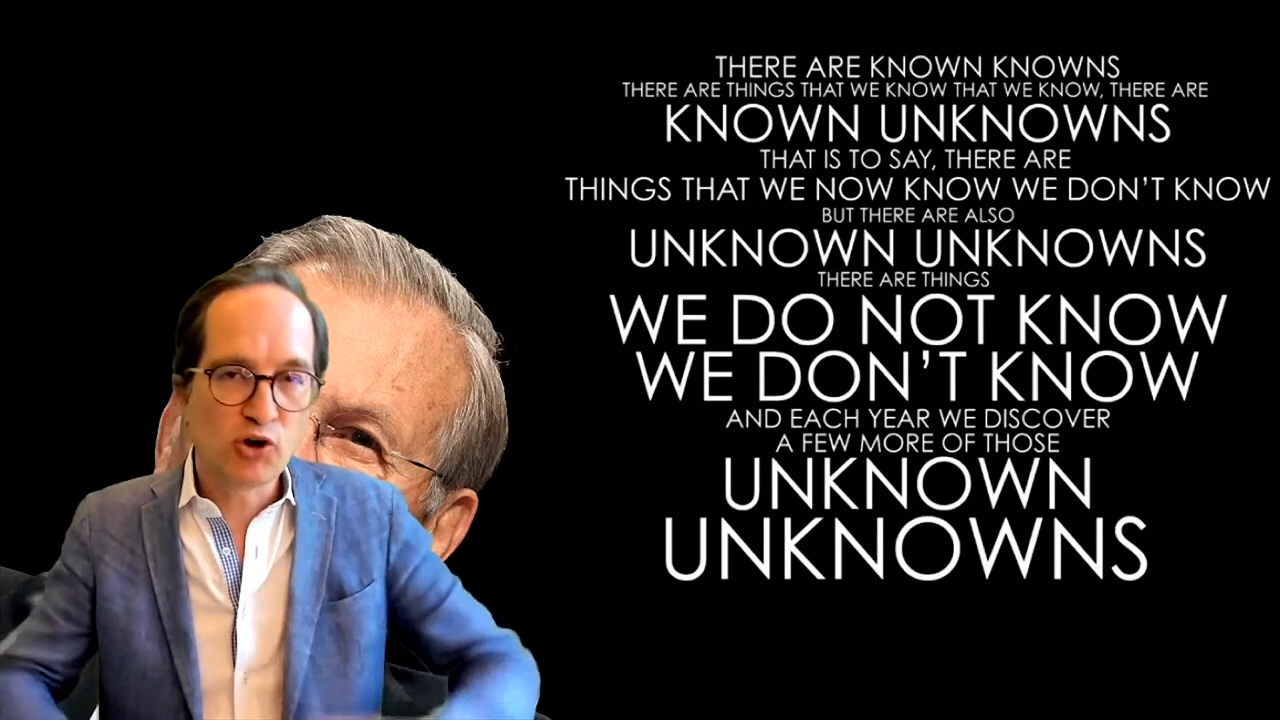 THERE ARE KNOWN KNOWNS
THERE ARE THINGS THAT WE KNOW THAT WE KNOW, THERE ARE
KNOWN UNKNOWNS
THAT IS TO SAY, THERE ARE
THINGS THAT WE NOW KNOW WE DON'T KNOW
BUT THERE ARE ALSO
UNKNOWN UNKNOWNS
THERE ARE THINGS
WE DO NOT KNOW
WE DON'T KNOW
AND EACH YEAR WE DISCOVER
A FEW MORE OF THOSE
UNKNOWN
UNKNOWNS